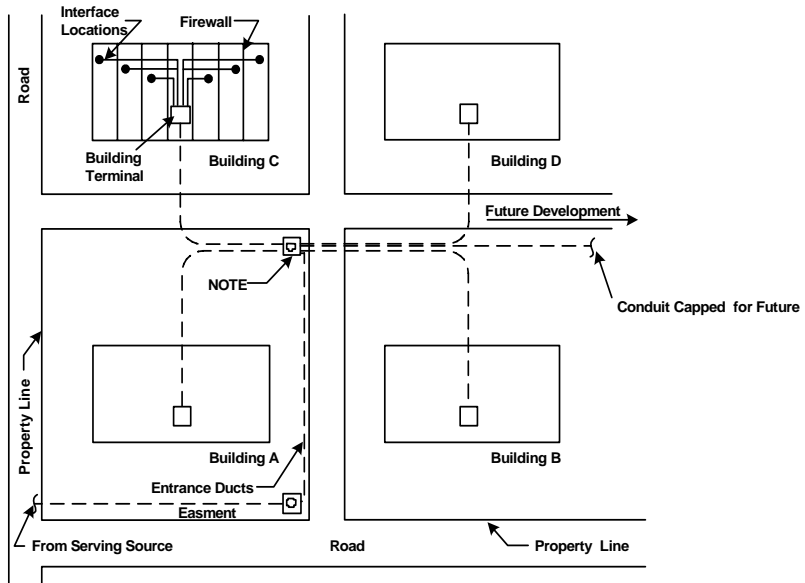 Interface
Locations
Firewall
Road
Building
Terminal
Building C
Building D
Future Development
NOTE
Conduit Capped for Future
Property Line
Building A
Building B
Entrance Ducts
Easment
From Serving Source
Road
Property Line